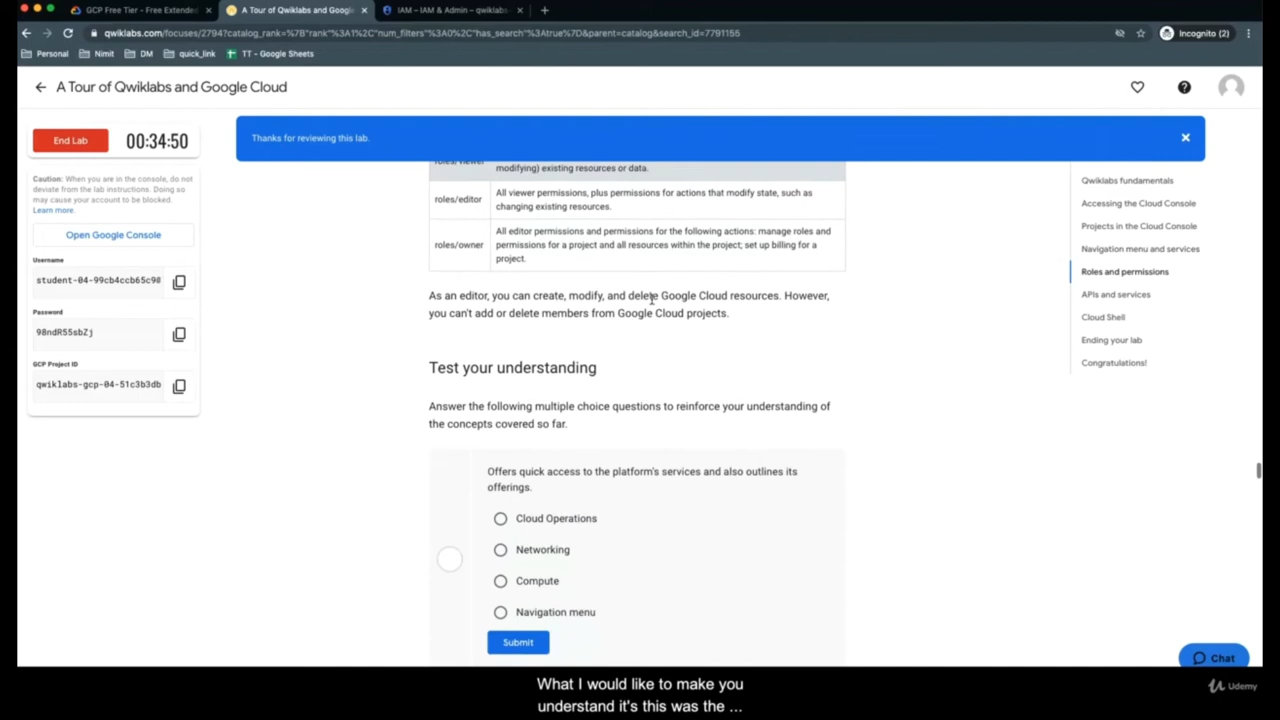 GCP Free Tier - Free Extended
A Tour of Qwiklabs and Google
IAM – IAM & Admin – qwiklabs-
qwiklabs.com/focuses/2794?catalog_rank=%7B"rank"%3A1%2C"num_filters"%3A0%2C"has_search"%3Atrue%7D&parent=catalog&search_id=7791155
Incognito (2)
Personal
Nimit
DM
quick_link
TT - Google Sheets
A Tour of Qwiklabs and Google Cloud
End Lab
00:34:50
Thanks for reviewing this lab.
Caution: When you are in the console, do not
deviate from the lab instructions. Doing so
may cause your account to be blocked.
Learn more.
Open Google Console
Username
student-04-99cb4ccb65c90
Password
98ndR55sbZj
GCP Project ID
qwiklabs-gcp-04-51c3b3db
roles/viewer
modifying) existing resources or data.
roles/editor
All viewer permissions, plus permissions for actions that modify state, such as
changing existing resources.
roles/owner
All editor permissions and permissions for the following actions: manage roles and
permissions for a project and all resources within the project; set up billing for a
project.
As an editor, you can create, modify, and delete Google Cloud resources. However,
you can't add or delete members from Google Cloud projects.
Test your understanding
Answer the following multiple choice questions to reinforce your understanding of
the concepts covered so far.
Offers quick access to the platform's services and also outlines its
offerings.
Cloud Operations
Networking
Compute
Navigation menu
Submit
Qwiklabs fundamentals
Accessing the Cloud Console
Projects in the Cloud Console
Navigation menu and services
Roles and permissions
APIs and services
Cloud Shell
Ending your lab
Congratulations!
Chat
What I would like to make you
understand it's this was the ...
Udemy